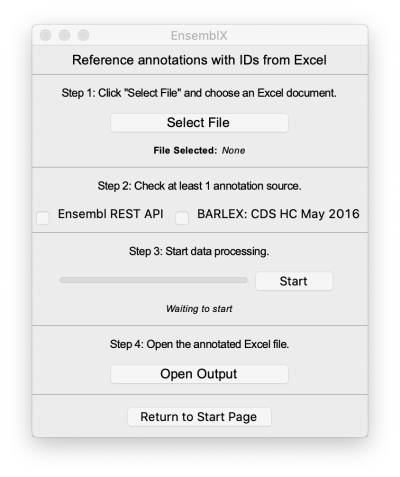 EnsemblX
Reference annotations with IDs from Excel
Step 1: Click "Select File" and choose an Excel document.
Select File
File Selected: None
Step 2: Check at least 1 annotation source.
Ensembl REST API BARLEX: CDS HC May 2016
Step 3: Start data processing.
Start
Waiting to start
Step 4: Open the annotated Excel file.
Open Output
Return to Start Page